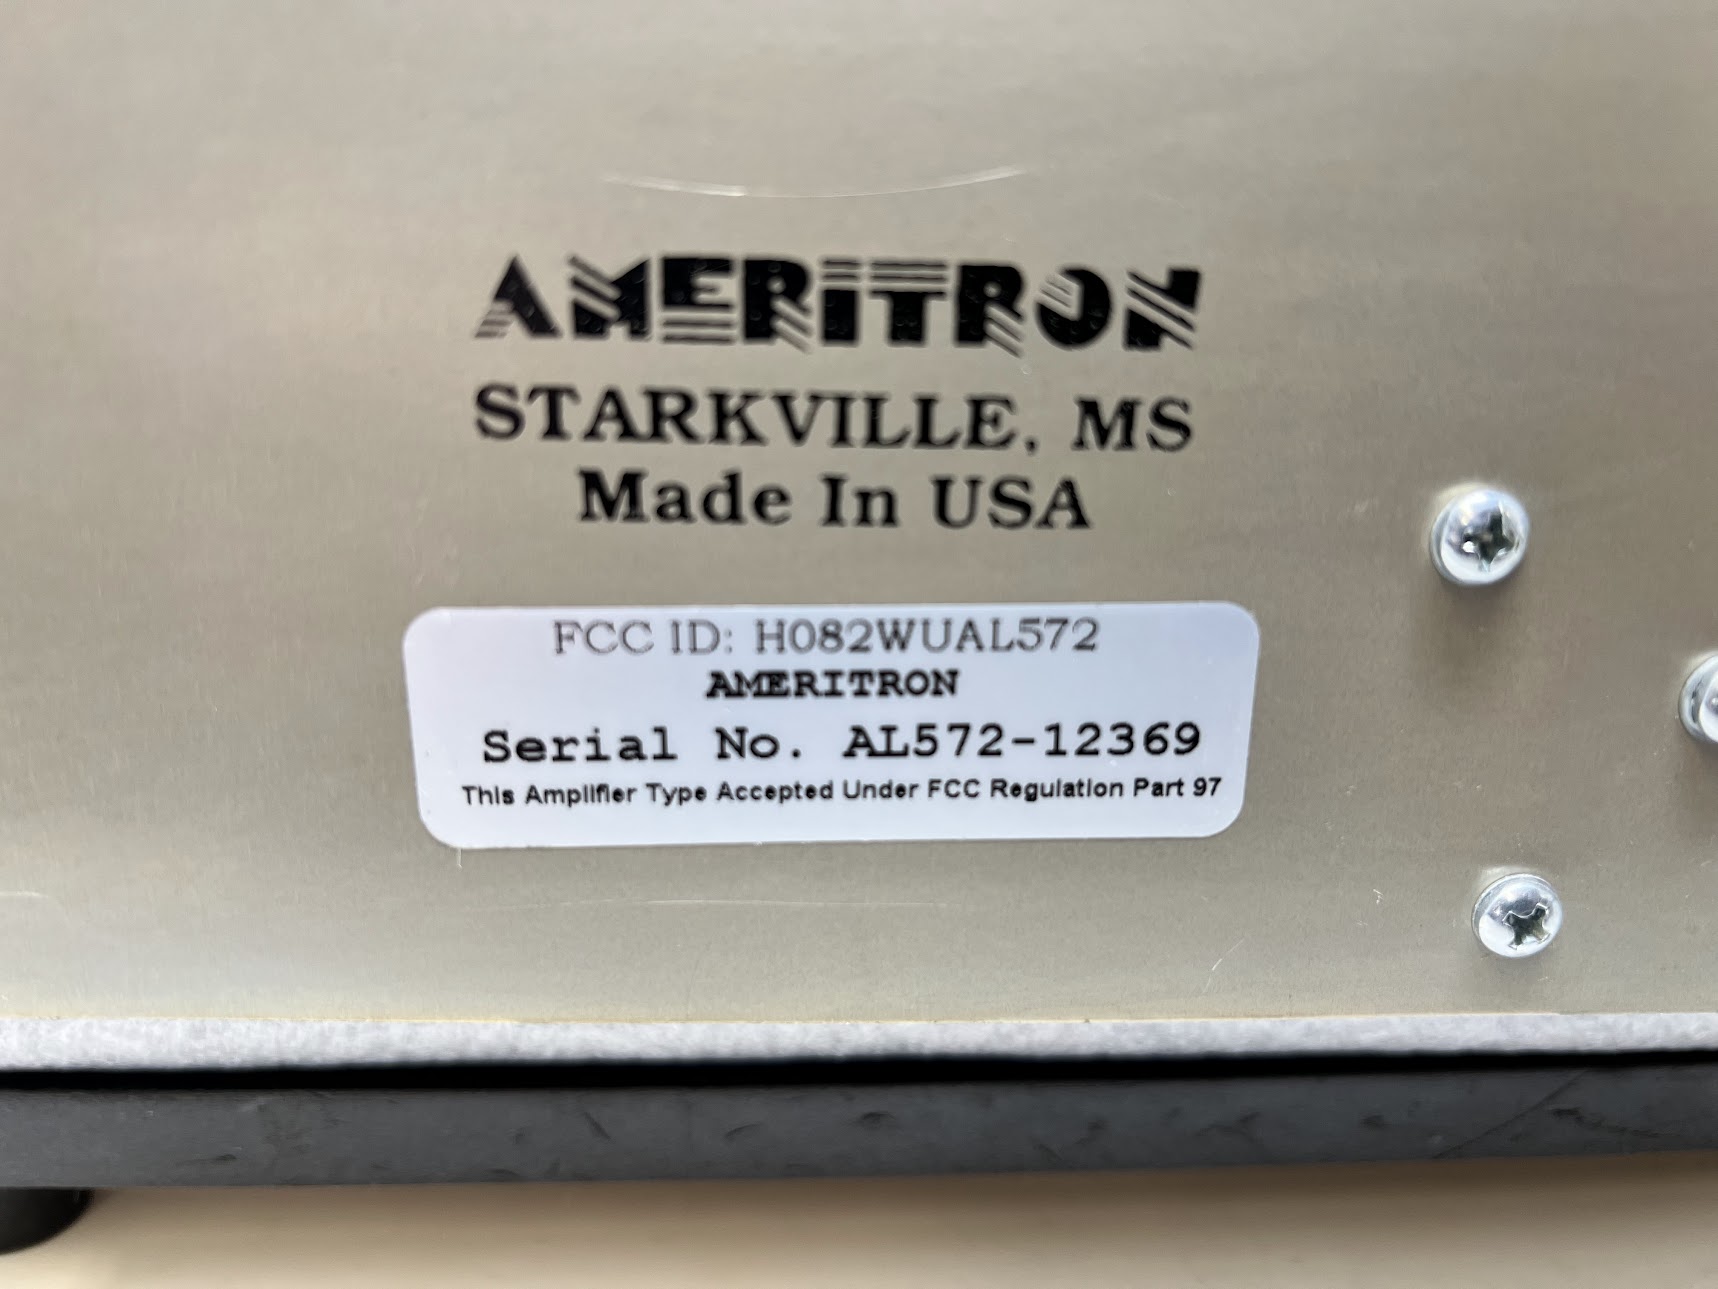 AMERITRON
STARKVILLE, MS
Made In USA
FCC ID: H082WUAL572
AMERITRON
Serial No. AL572-12369
This Amplifier Type Accepted Under FCC Regulation Part 97